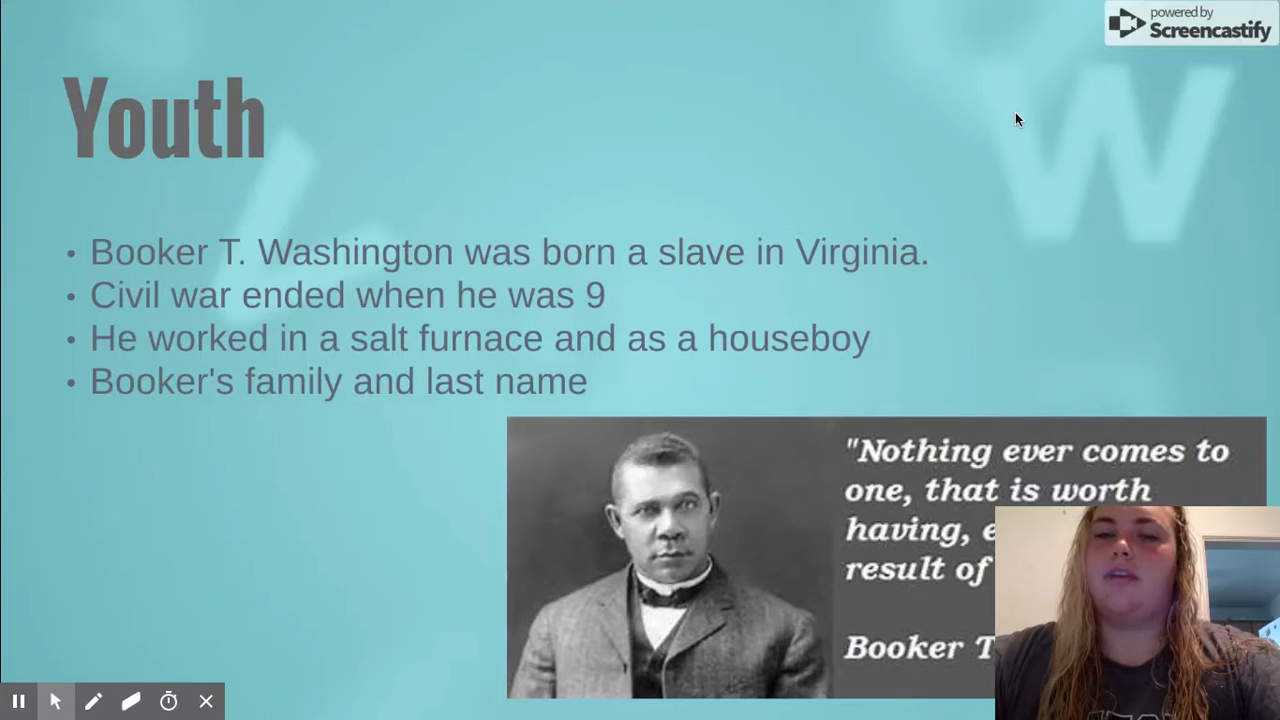 powered by
Screencastify
Youth
• Booker T. Washington was born a slave in Virginia.
• Civil war ended when he was 9
• He worked in a salt furnace and as a houseboy
• Booker's family and last name
"Nothing ever comes to
one, that is worth
having,
result of
Booker T